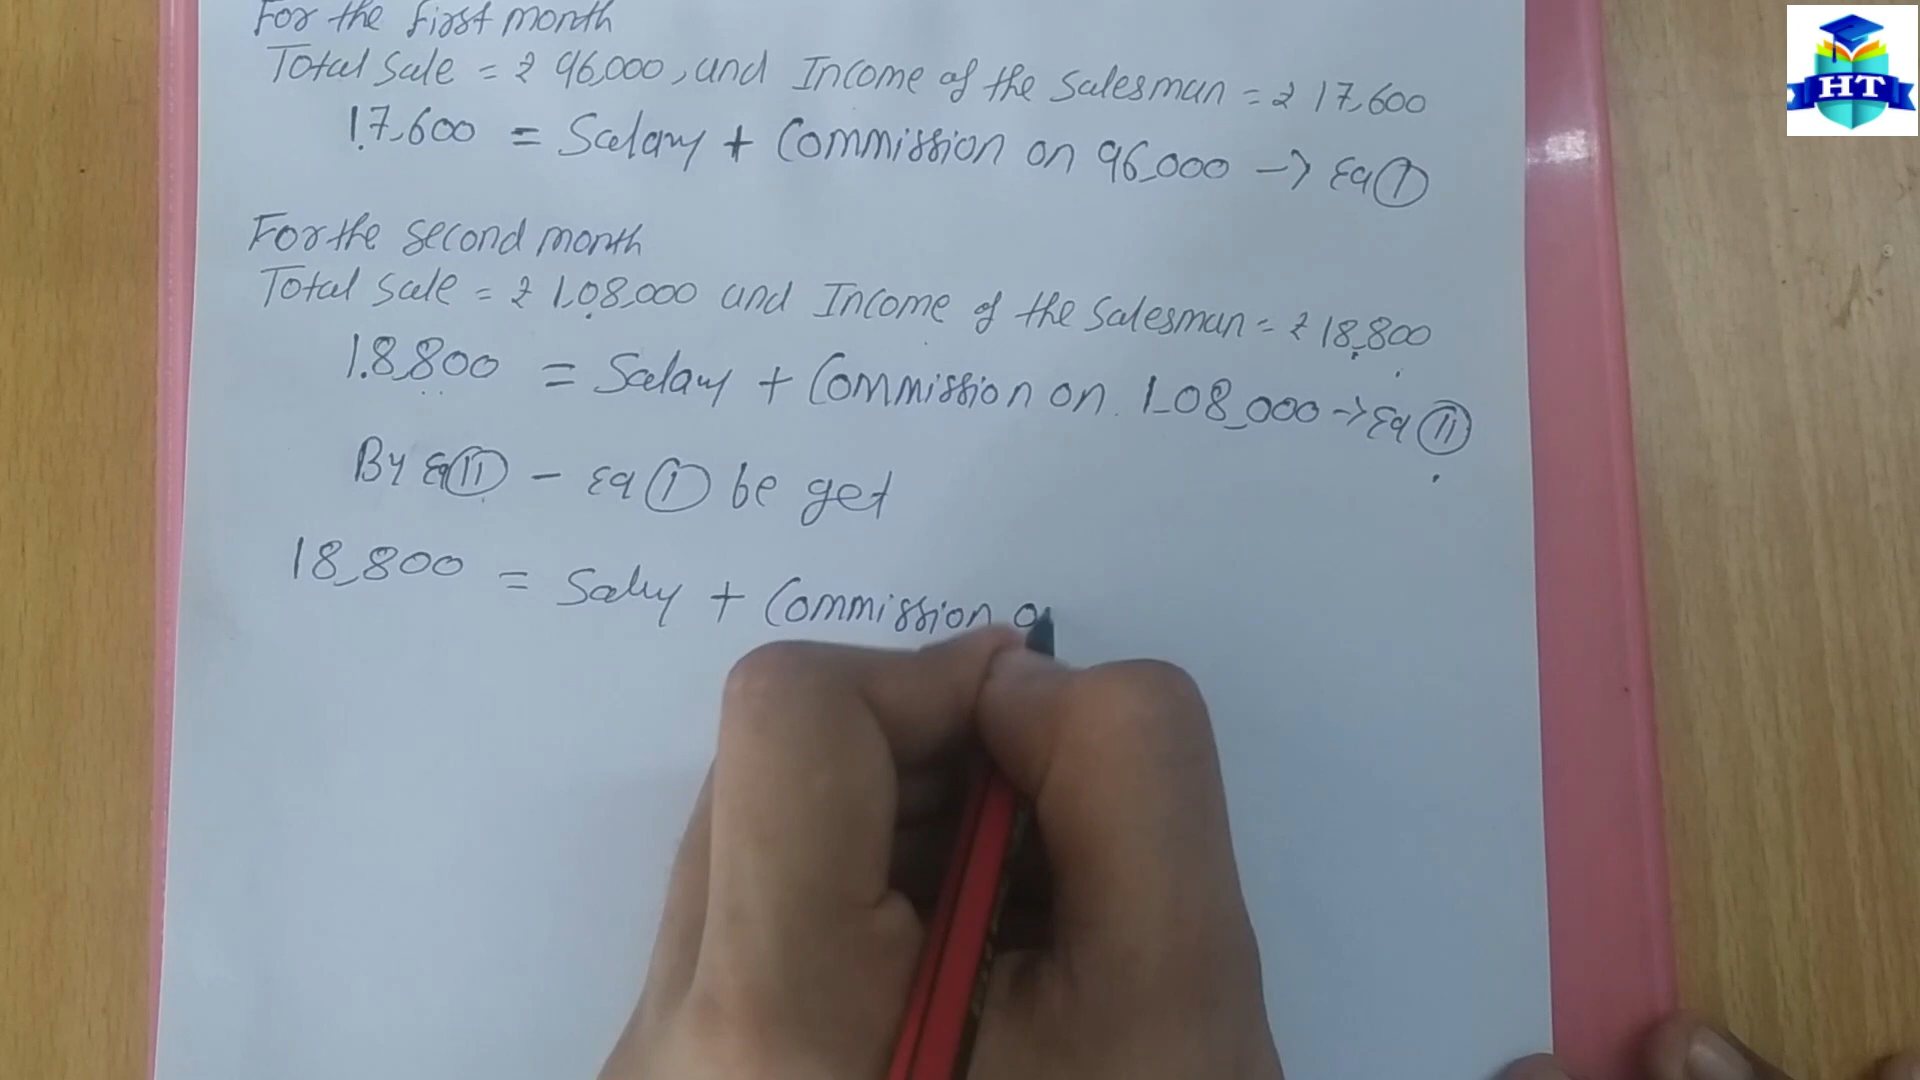 For the first month
Total Sale = ₹ 96,000, and Income of the Salesman = ₹ 17,600
17,600 = Salary + Commission on 96,000 → Eq (I)
For the second month
Total Sale = ₹ 1,08,000 and Income of the Salesman = ₹ 18,800
18,800 = Salary + Commission on 1,08,000 → Eq (II)
By Eq (II) - Eq (I) be get
18,800 = Salary + Commission o
HT